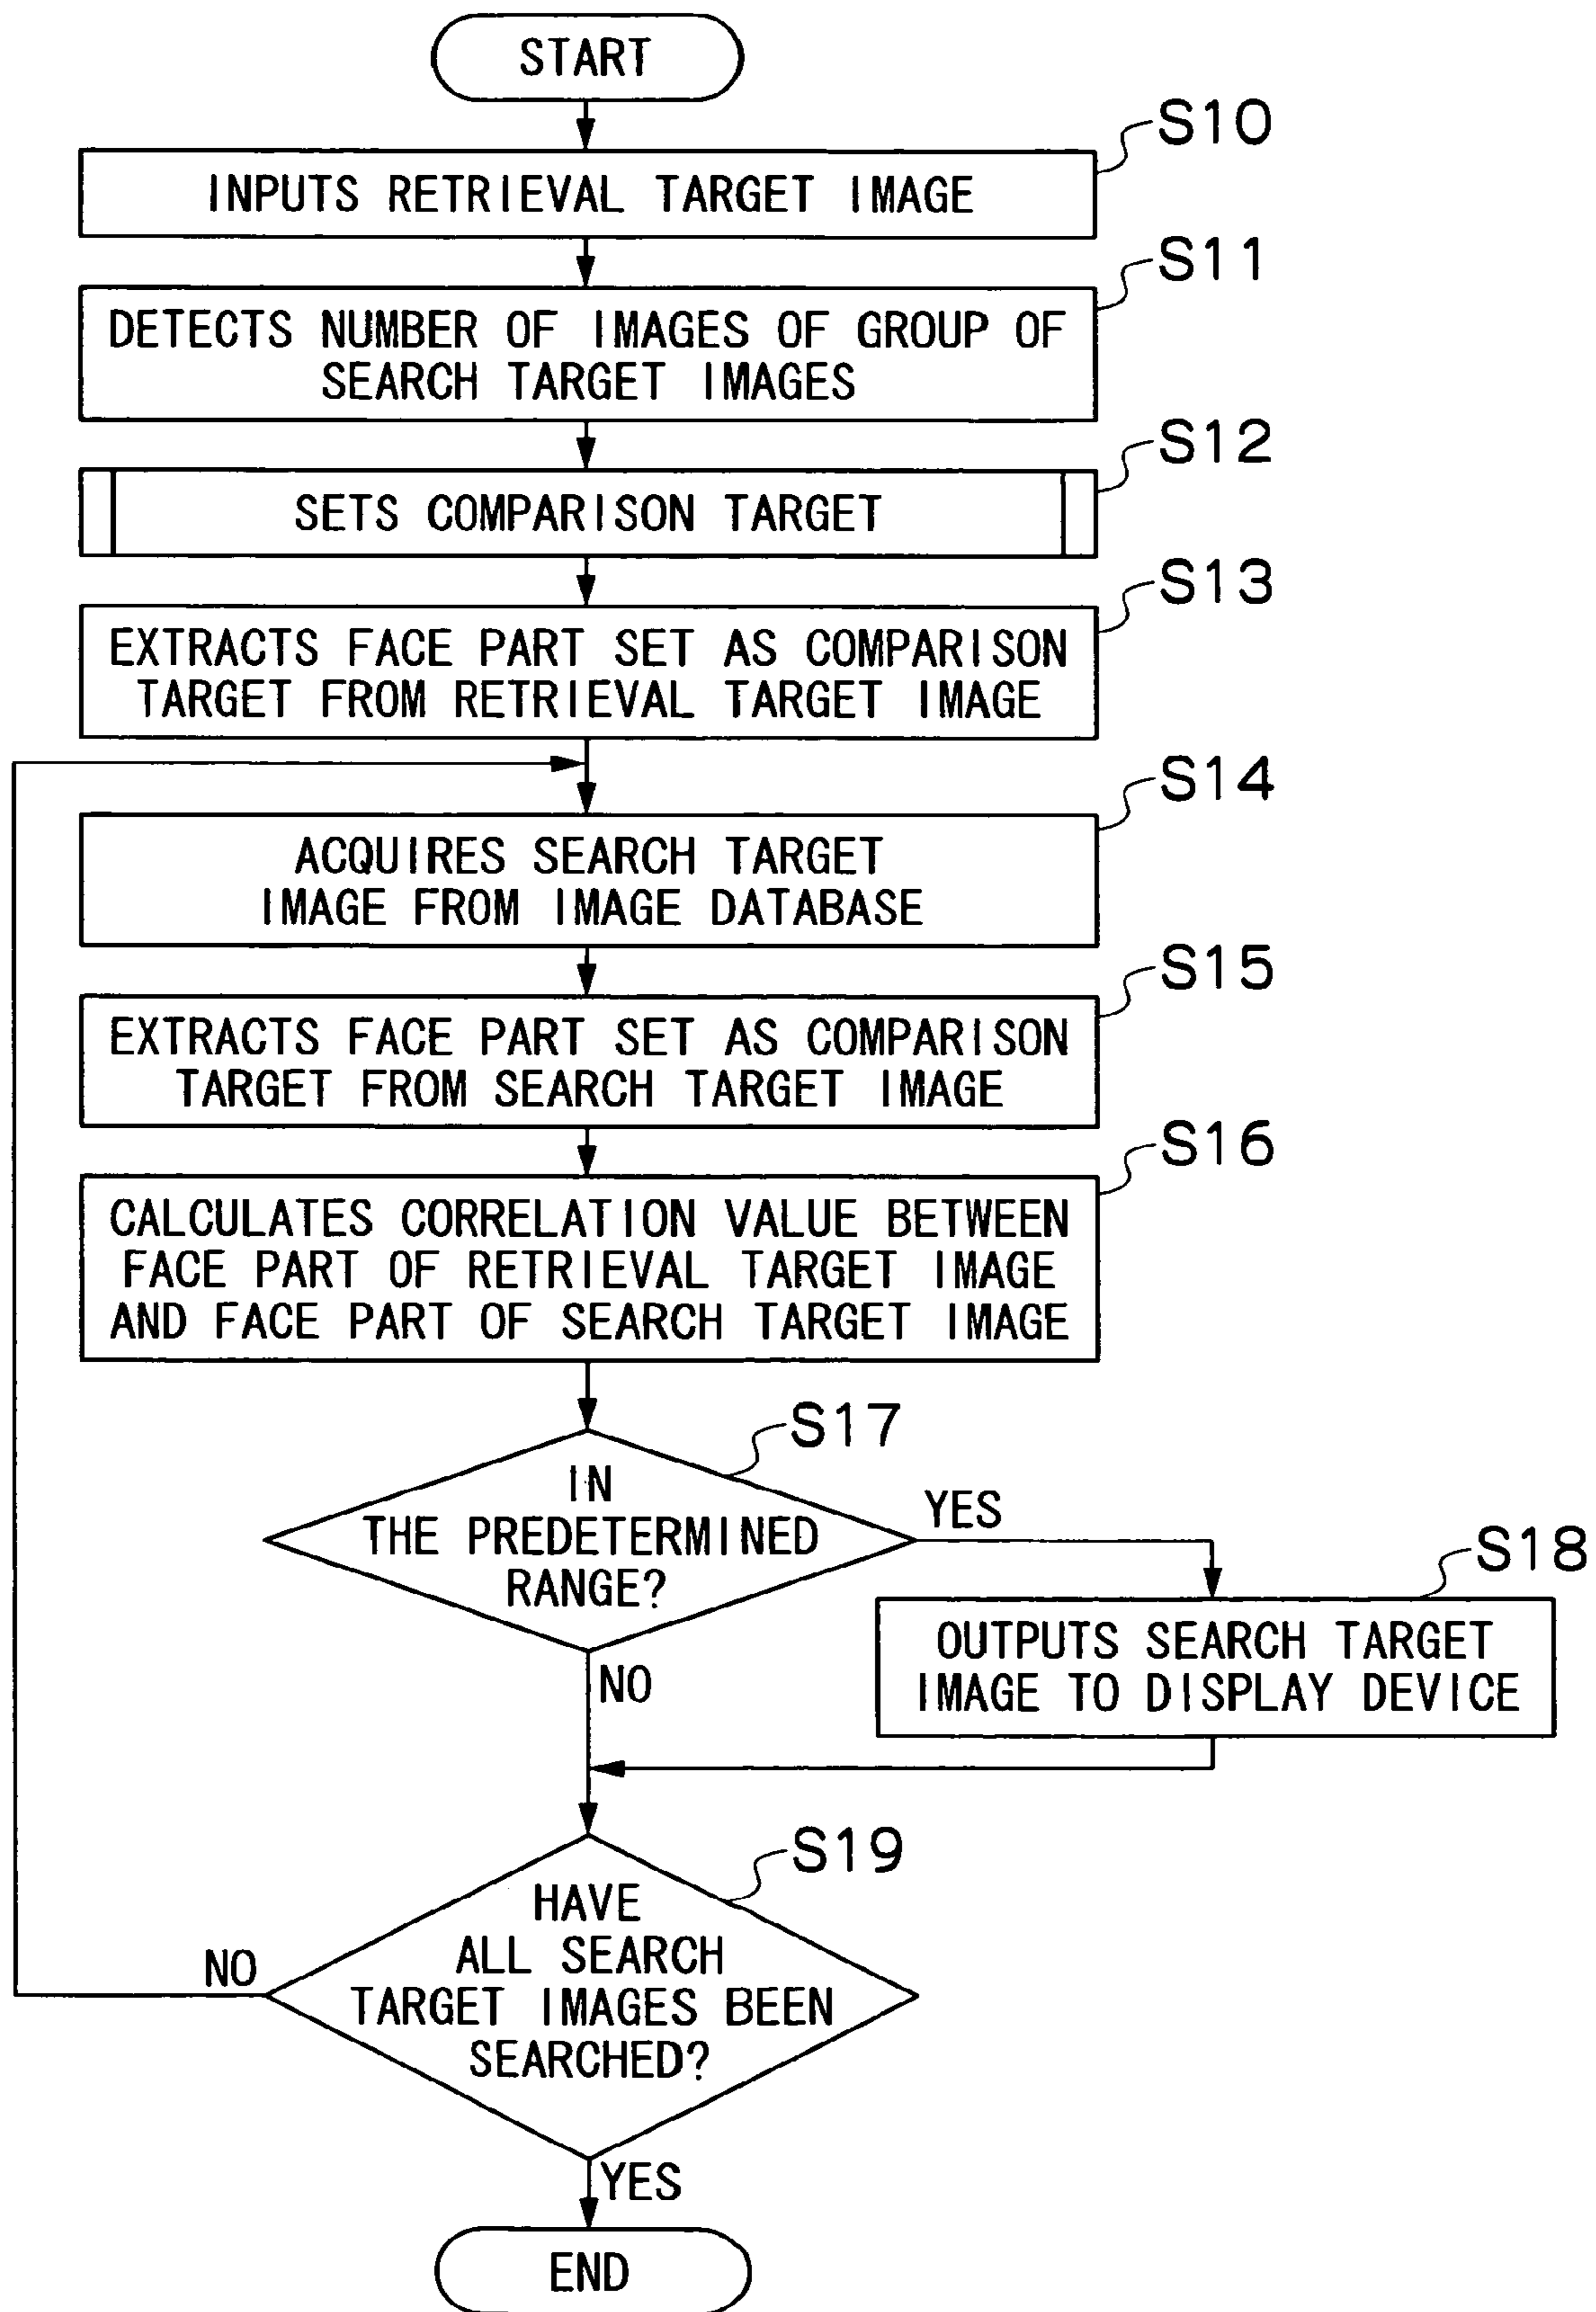 START
S10
INPUTS RETRIEVAL TARGET IMAGE
S11
DETECTS NUMBER OF IMAGES OF GROUP OF
SEARCH TARGET IMAGES
S12
SETS COMPARISON TARGET
S13
EXTRACTS FACE PART SET AS COMPARISON
TARGET FROM RETRIEVAL TARGET IMAGE
S14
ACQUIRES SEARCH TARGET
IMAGE FROM IMAGE DATABASE
S15
EXTRACTS FACE PART SET AS COMPARISON
TARGET FROM SEARCH TARGET IMAGE
S16
CALCULATES CORRELATION VALUE BETWEEN
FACE PART OF RETRIEVAL TARGET IMAGE
AND FACE PART OF SEARCH TARGET IMAGE
S17
IN
THE PREDETERMINED
RANGE?
YES
NO
S18
OUTPUTS SEARCH TARGET
IMAGE TO DISPLAY DEVICE
S19
HAVE
ALL SEARCH
TARGET IMAGES BEEN
SEARCHED?
NO
YES
END